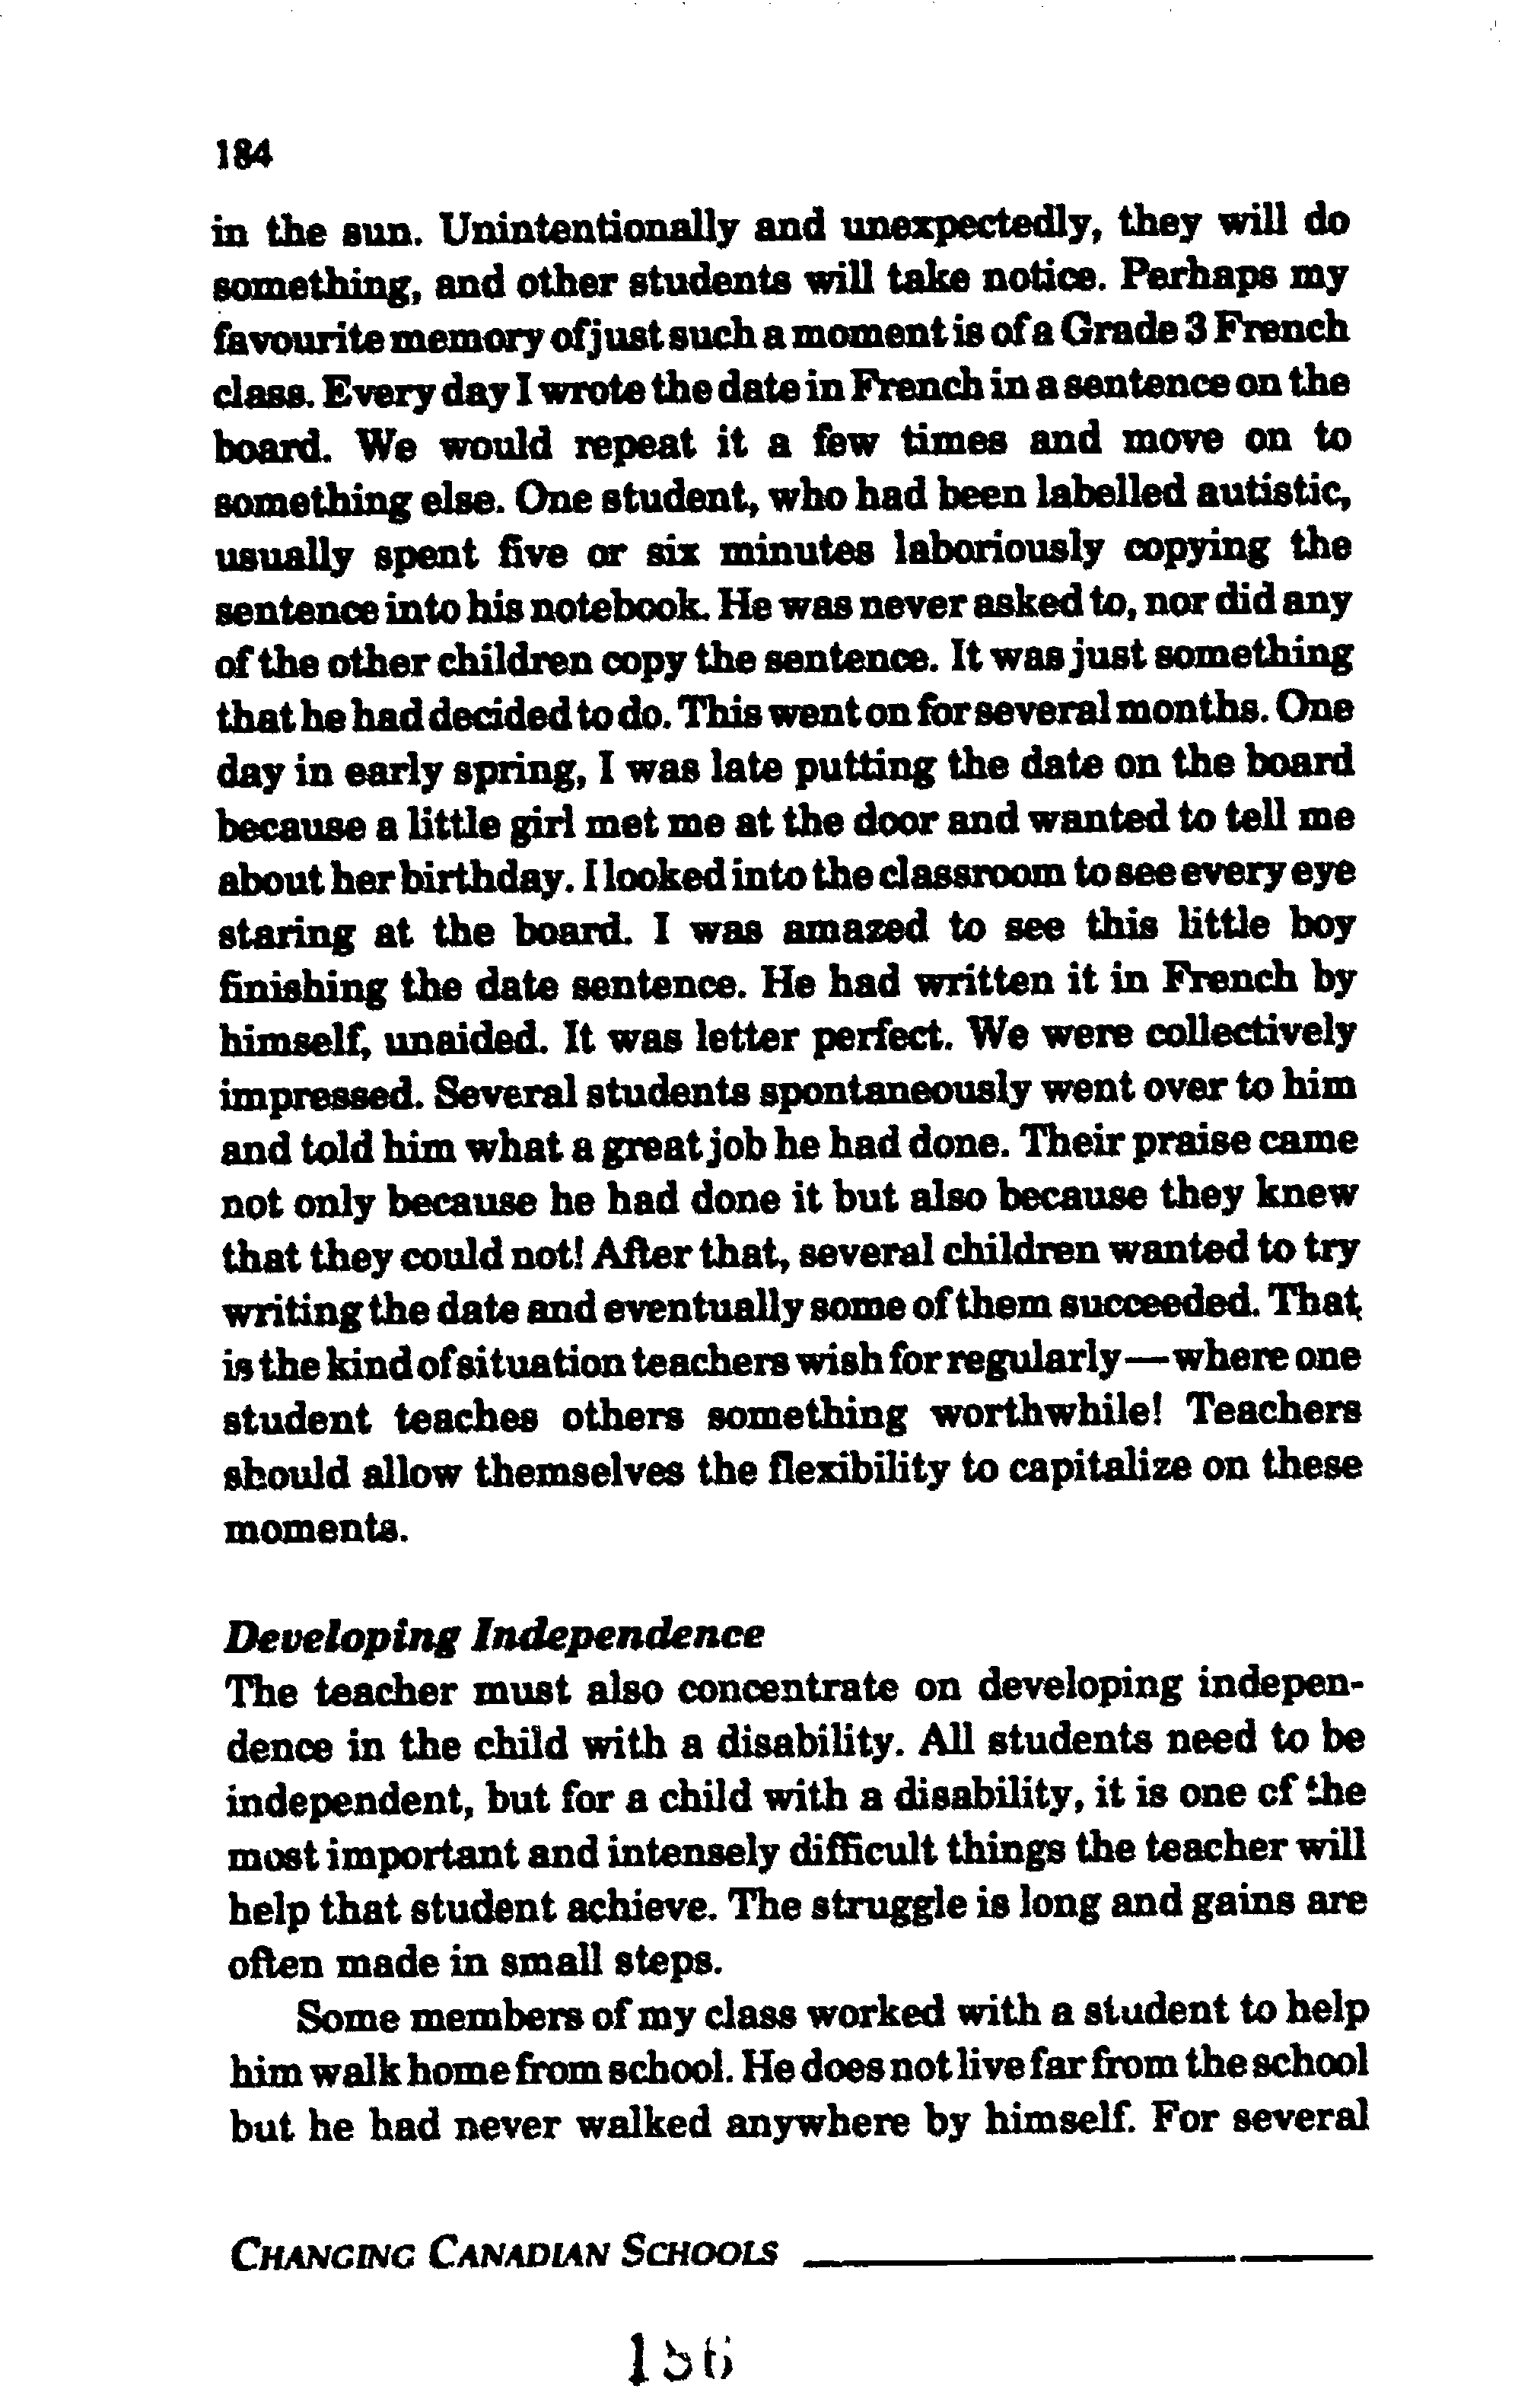 184
in the sun. Unintentionally and unexpectedly, they will do
something, and other students will take notice. Perhaps my
favourite memory of just such a moment is of a Grade 3 French
class. Every day I wrote the date in French in a sentence on the
board. We would repeat it a few times and move on to
something else. One student, who had been labelled autistic,
usually spent five or six minutes laboriously copying the
sentence into his notebook. He was never asked to, nor did any
of the other children copy the sentence. It was just something
that he had decided to do. This went on for several months. One
day in early spring, I was late putting the date on the board
because a little girl met me at the door and wanted to tell me
about her birthday. I looked into the classroom to see every eye
staring at the board. I was amazed to see this little boy
finishing the date sentence. He had written it in French by
himself, unaided. It was letter perfect. We were collectively
impressed. Several students spontaneously went over to him
and told him what a great job he had done. Their praise came
not only because he had done it but also because they knew
that they could not! After that, several children wanted to try
writing the date and eventually some of them succeeded. That
is the kind of situation teachers wish for regularly—where one
student teaches others something worthwhile! Teachers
should allow themselves the flexibility to capitalize on these
moments.
Developing Independence
The teacher must also concentrate on developing indepen-
dence in the child with a disability. All students need to be
independent, but for a child with a disability, it is one of the
most important and intensely difficult things the teacher will
help that student achieve. The struggle is long and gains are
often made in small steps.
Some members of my class worked with a student to help
him walk home from school. He does not live far from the school
but he had never walked anywhere by himself. For several
CHANGING CANADIAN SCHOOLS